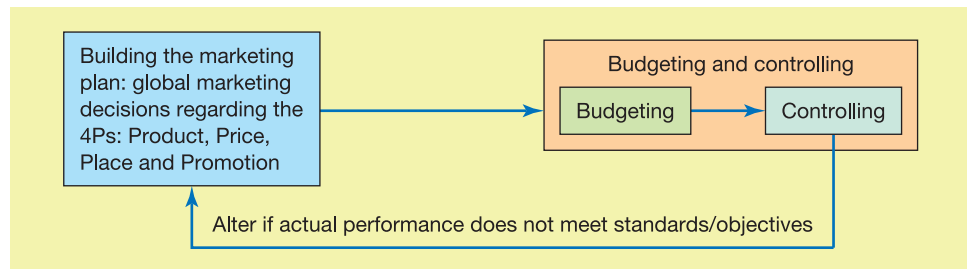 Building the marketing
plan: global marketing
decisions regarding the
4Ps: Product, Price,
Place and Promotion
Budgeting and controlling
Budgeting
Controlling
Alter if actual performance does not meet standards/objectives